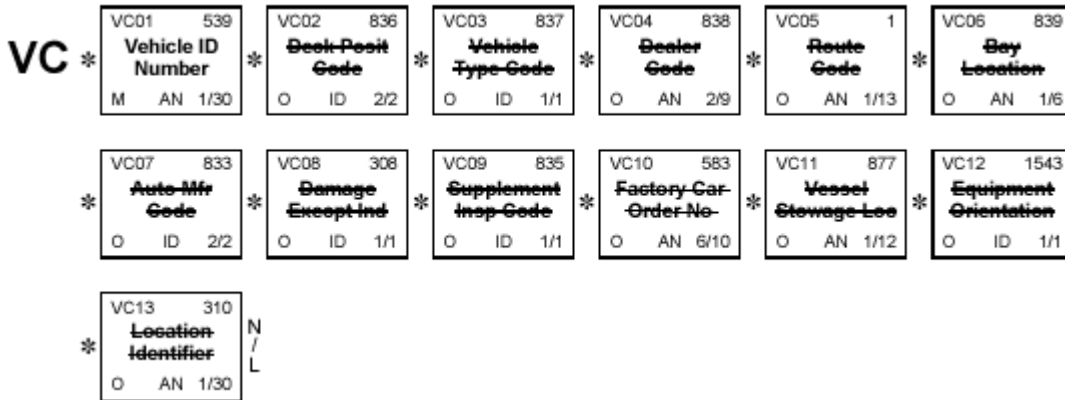 VC * VC01 539 * VC02 836 * VC03 837 * VC04 838 * VC05 1 * VC06 839
Vehicle ID Deck Posit Vehicle Dealer Route Bay
Number Code Type Code Code Code Location
M AN 1/30 O ID 2/2 O ID 1/1 O AN 2/9 O AN 1/13 O AN 1/6
* VC07 833 * VC08 308 * VC09 835 * VC10 583 * VC11 877 * VC12 1543
Auto Mfr Damage Supplement Factory Car Vessel Equipment
Code Except Ind Insp Code Order No Stowage Loc Orientation
O ID 2/2 O ID 1/1 O ID 1/1 O AN 6/10 O AN 1/12 O ID 1/1
* VC13 310 N
Location /
Identifier L
O AN 1/30